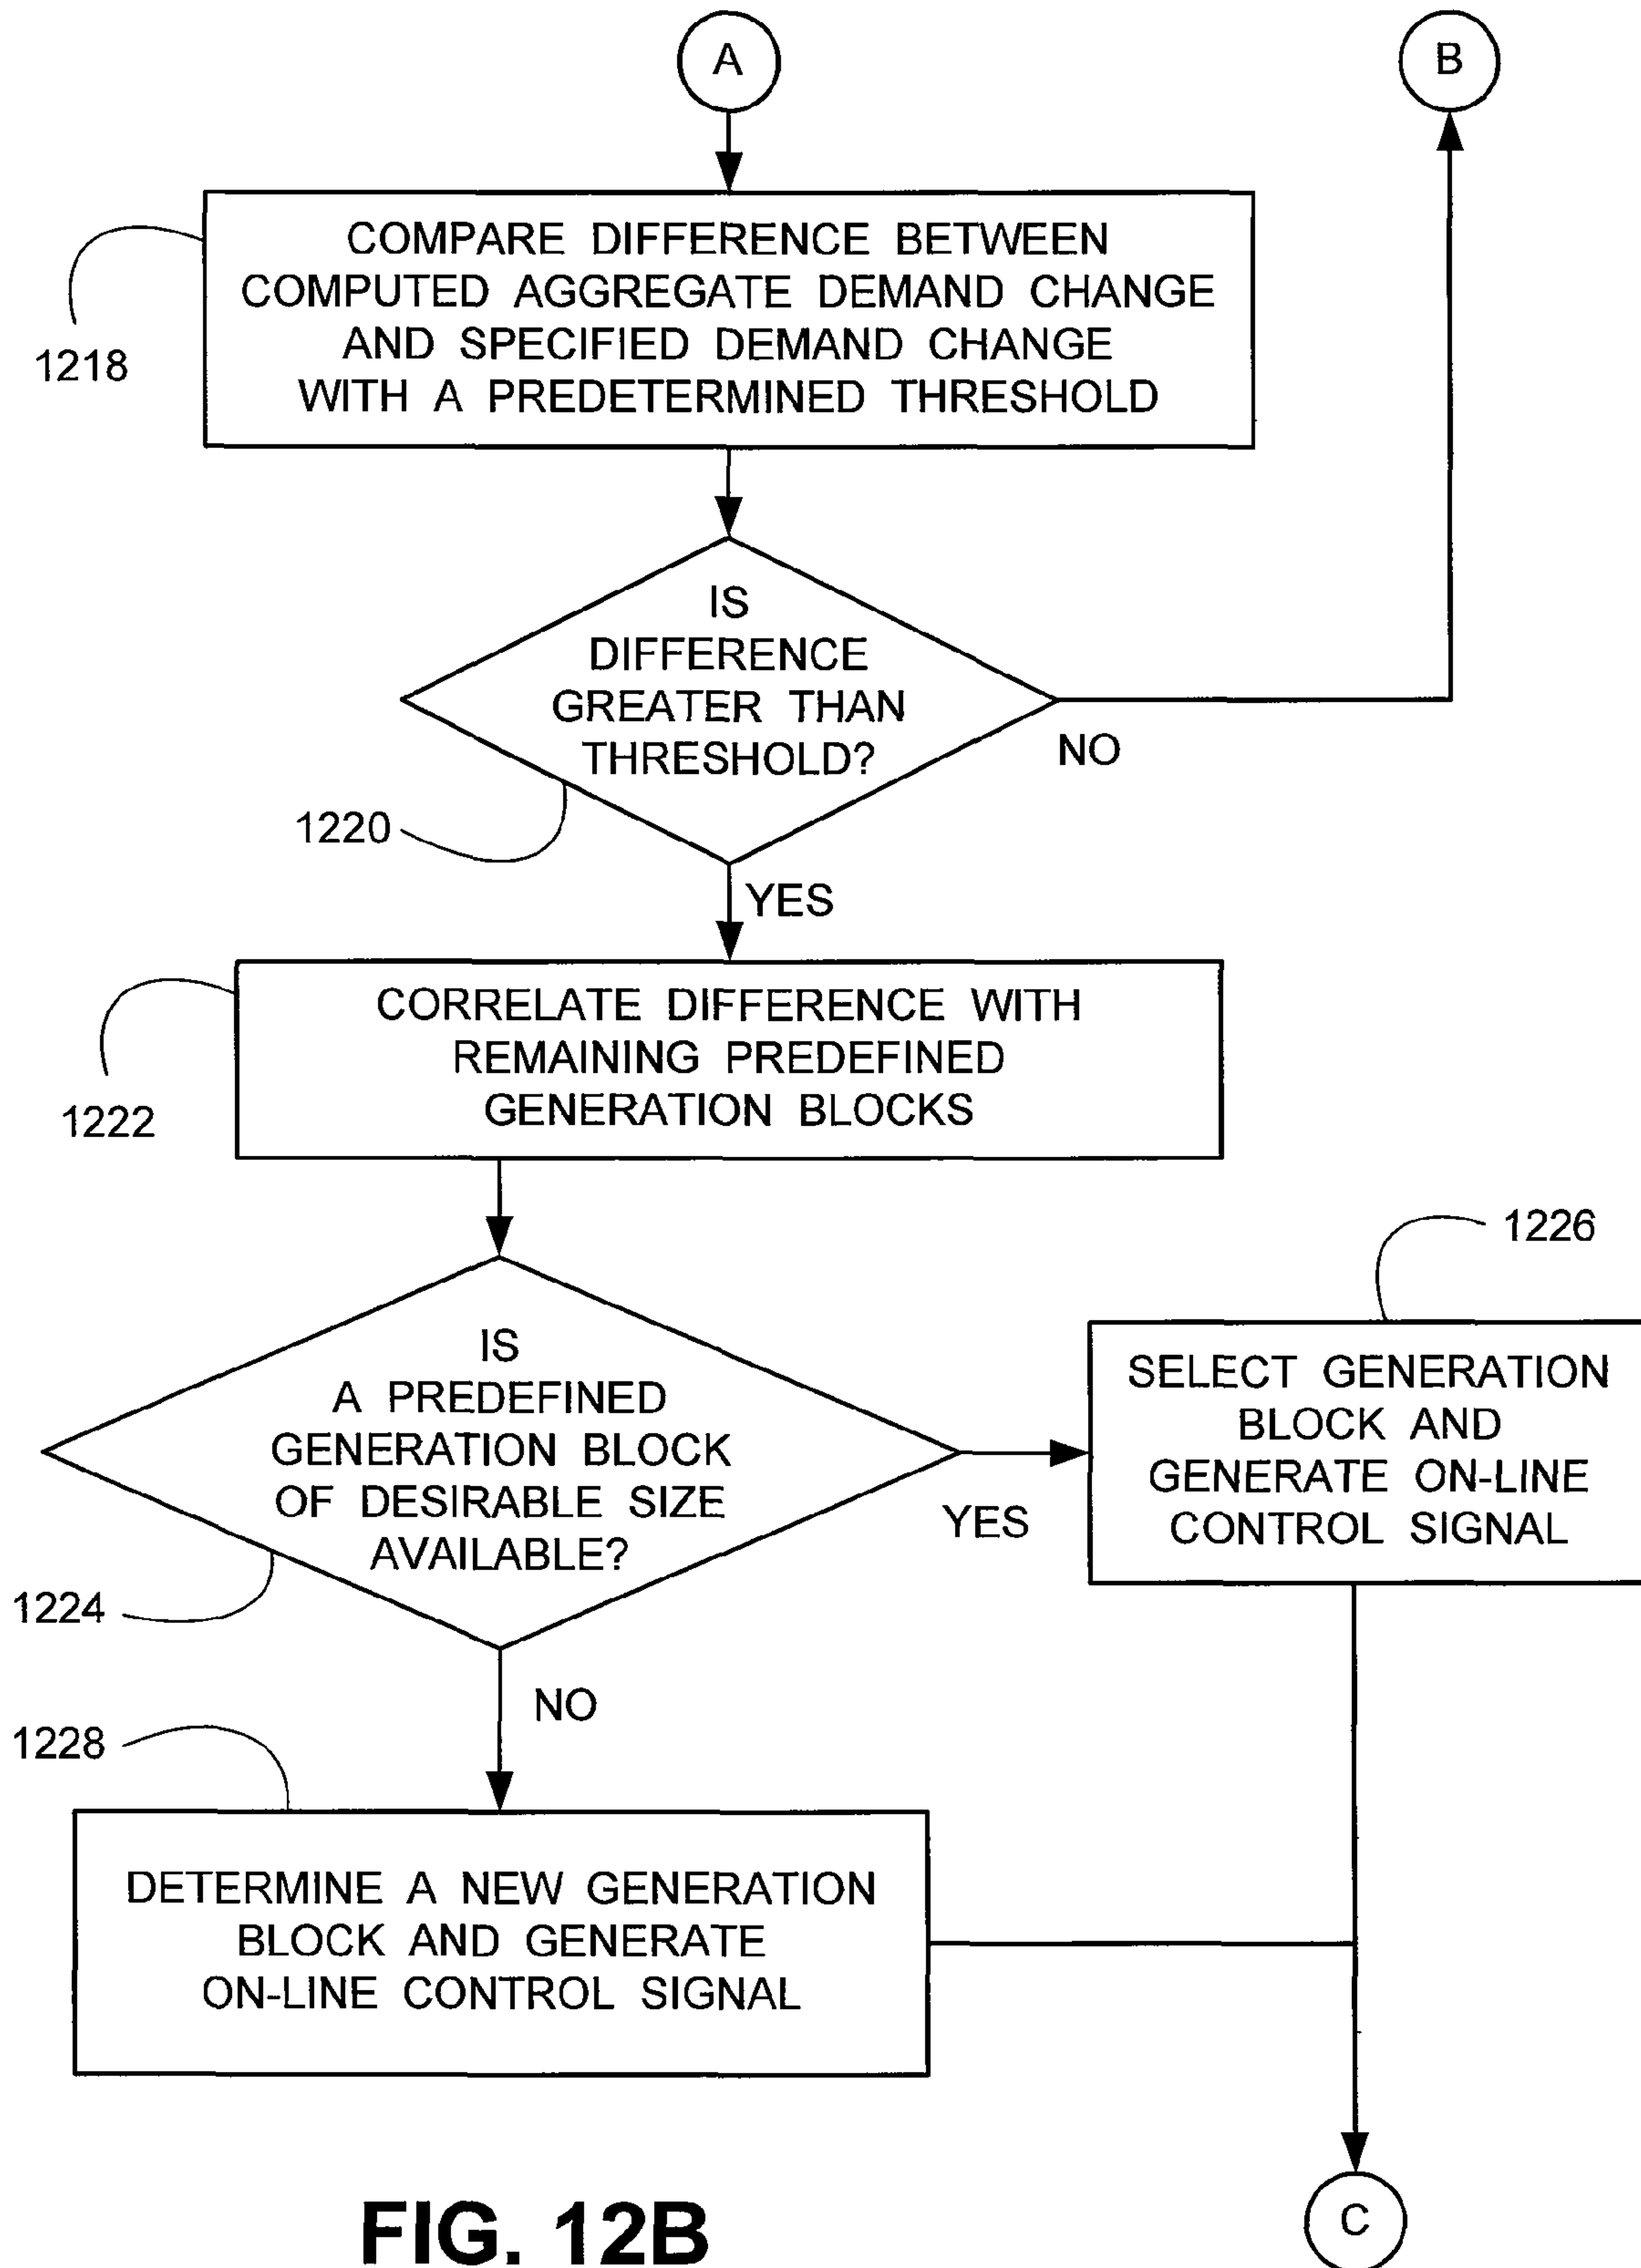 A
B
COMPARE DIFFERENCE BETWEEN
COMPUTED AGGREGATE DEMAND CHANGE
AND SPECIFIED DEMAND CHANGE
WITH A PREDETERMINED THRESHOLD
1218
IS
DIFFERENCE
GREATER THAN
THRESHOLD?
NO
1220
YES
CORRELATE DIFFERENCE WITH
REMAINING PREDEFINED
GENERATION BLOCKS
1222
1226
IS
A PREDEFINED
GENERATION BLOCK
OF DESIRABLE SIZE
AVAILABLE?
YES
SELECT GENERATION
BLOCK AND
GENERATE ON-LINE
CONTROL SIGNAL
1224
NO
1228
DETERMINE A NEW GENERATION
BLOCK AND GENERATE
ON-LINE CONTROL SIGNAL
C
FIG. 12B